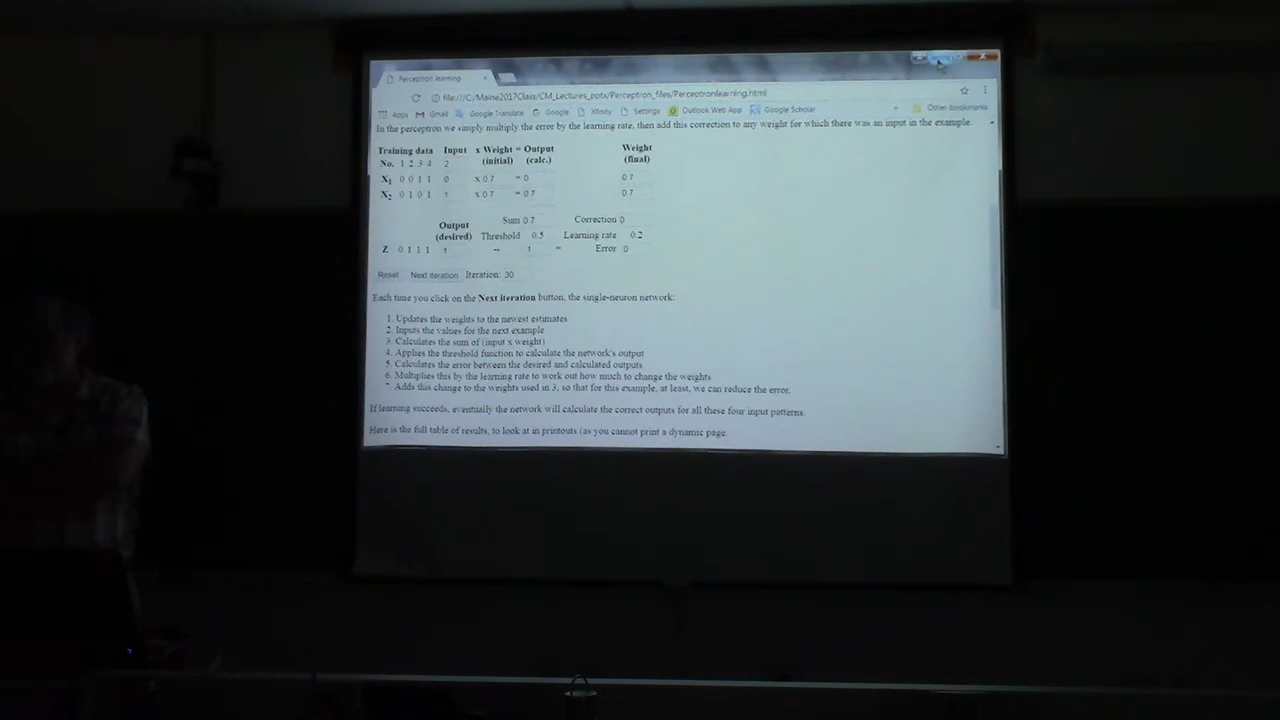 Perceptron learning
file:///C:/Maine2017Class/CM_Lectures_pptx/Perceptron_files/Perceptronlearning.html
Apps Gmail Google Translate Google Xfinity Settings Outlook Web App Google Scholar » Other bookmarks
In the perceptron we simply multiply the error by the learning rate, then add this correction to any weight for which there was an input in the example.
Training data Input x Weight = Output Weight
No. 1 2 3 4 2 (initial) (calc.) (final)
X1 0 0 1 1 0 x 0.7 = 0 0.7
X2 0 1 0 1 1 x 0.7 = 0.7 0.7
Sum 0.7 Correction 0
Output
(desired) Threshold 0.5 Learning rate 0.2
Z 0 1 1 1 1 -- 1 = Error 0
Reset Next iteration Iteration: 30
Each time you click on the Next iteration button, the single-neuron network:
1. Updates the weights to the newest estimates
2. Inputs the values for the next example
3. Calculates the sum of (input x weight)
4. Applies the threshold function to calculate the network's output
5. Calculates the error between the desired and calculated outputs
6. Multiplies this by the learning rate to work out how much to change the weights
7. Adds this change to the weights used in 3, so that for this example, at least, we can reduce the error.
If learning succeeds, eventually the network will calculate the correct outputs for all these four input patterns.
Here is the full table of results, to look at in printouts (as you cannot print a dynamic page.